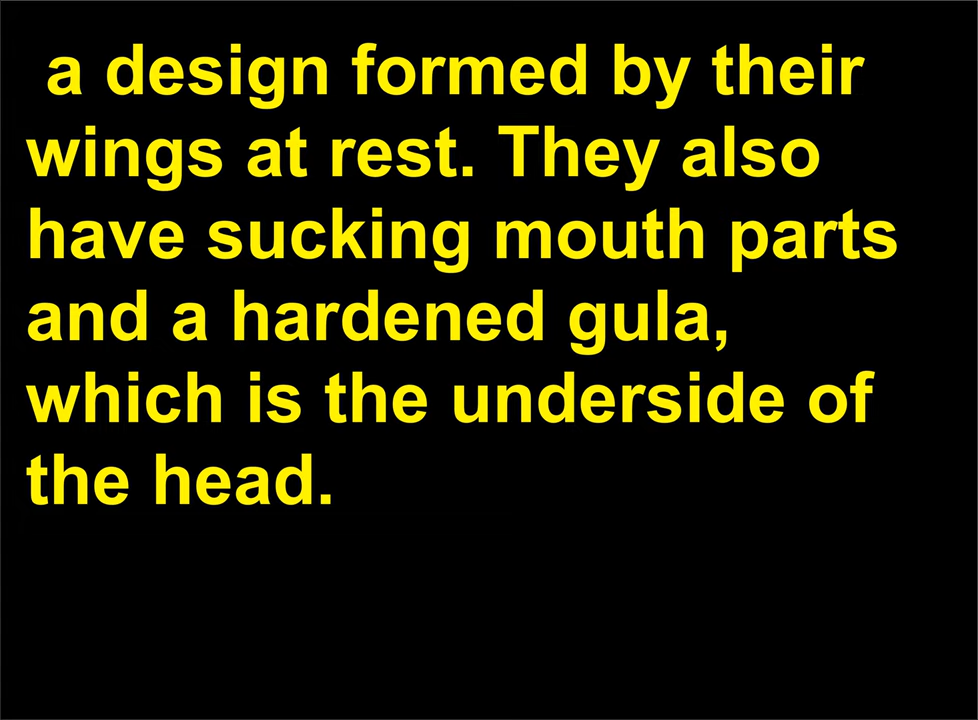 a design formed by their
wings at rest. They also
have sucking mouth parts
and a hardened gula,
which is the underside of
the head.